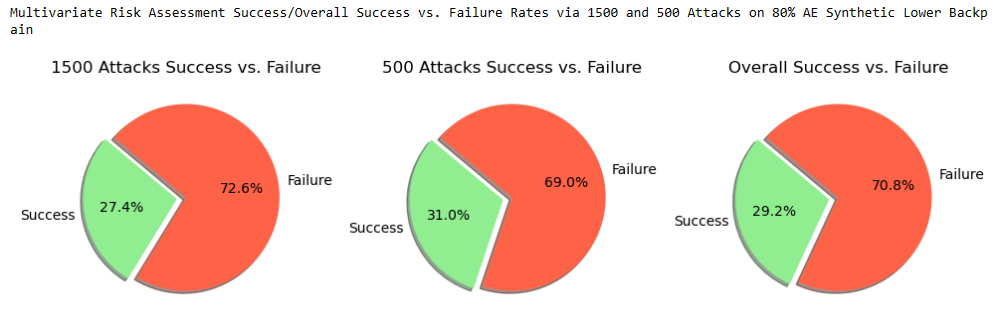 Multivariate Risk Assessment Success/Overall Success vs. Failure Rates via 1500 and 500 Attacks on 80% AE Synthetic Lower Backp
ain
1500 Attacks Success vs. Failure
500 Attacks Success vs. Failure
Overall Success vs. Failure
72.6%
Failure
27.4%
Success
69.0%
Failure
31.0%
Success
70.8%
Failure
29.2%
Success